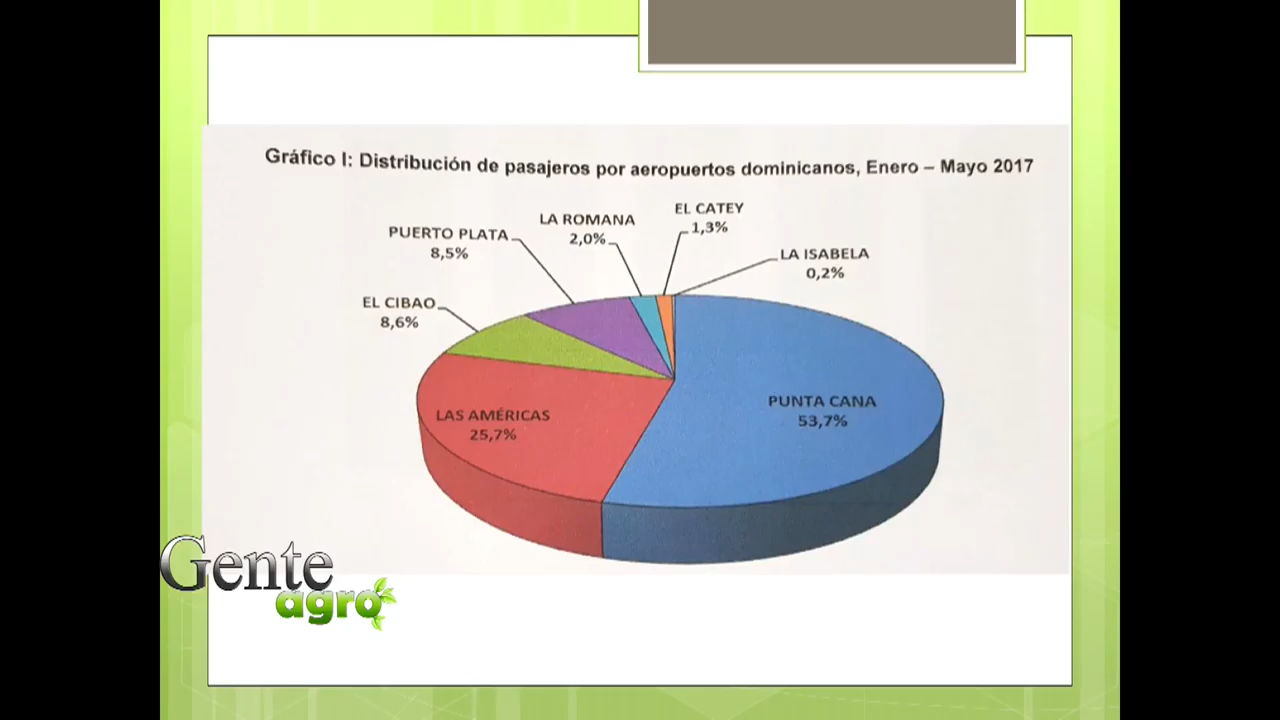 Gráfico I: Distribución de pasajeros por aeropuertos dominicanos, Enero – Mayo 2017
EL CATEY
1,3%
LA ROMANA
2,0%
PUERTO PLATA
8,5%
LA ISABELA
0,2%
EL CIBAO
8,6%
PUNTA CANA
53,7%
LAS AMÉRICAS
25,7%
Gente
agro